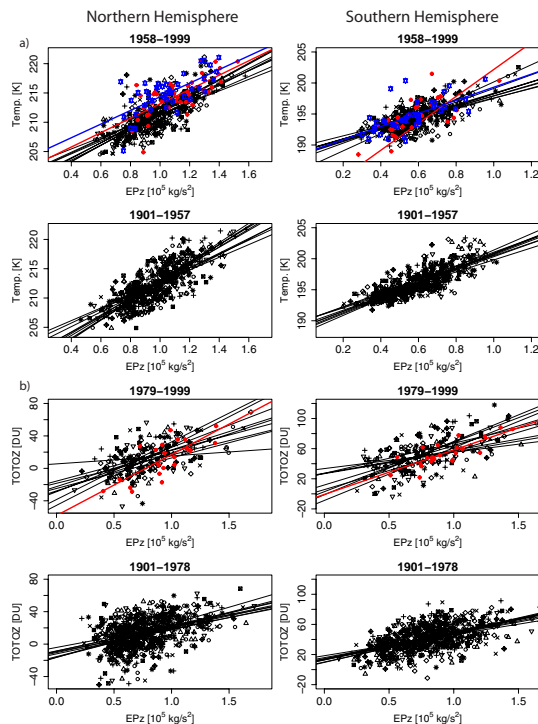 Northern Hemisphere Southern Hemisphere
a)
1958−1999 1958−1999
Temp. [K] 205 210 215 220
0.4 0.6 0.8 1.0 1.2 1.4 1.6
EPz [10^5 kg/s^2]
Temp. [K] 190 195 200 205
0.2 0.4 0.6 0.8 1.0 1.2
EPz [10^5 kg/s^2]
1901−1957 1901−1957
Temp. [K] 205 210 215 220
0.4 0.6 0.8 1.0 1.2 1.4 1.6
EPz [10^5 kg/s^2]
Temp. [K] 190 195 200 205
0.2 0.4 0.6 0.8 1.0 1.2
EPz [10^5 kg/s^2]
b)
1979−1999 1979−1999
TOTOZ [DU] −40 0 40 80
0.0 0.5 1.0 1.5
EPz [10^5 kg/s^2]
TOTOZ [DU] −20 20 60 100
0.0 0.5 1.0 1.5
EPz [10^5 kg/s^2]
1901−1978 1901−1978
TOTOZ [DU] −40 0 40 80
0.0 0.5 1.0 1.5
EPz [10^5 kg/s^2]
TOTOZ [DU] −20 20 60 100
0.0 0.5 1.0 1.5
EPz [10^5 kg/s^2]